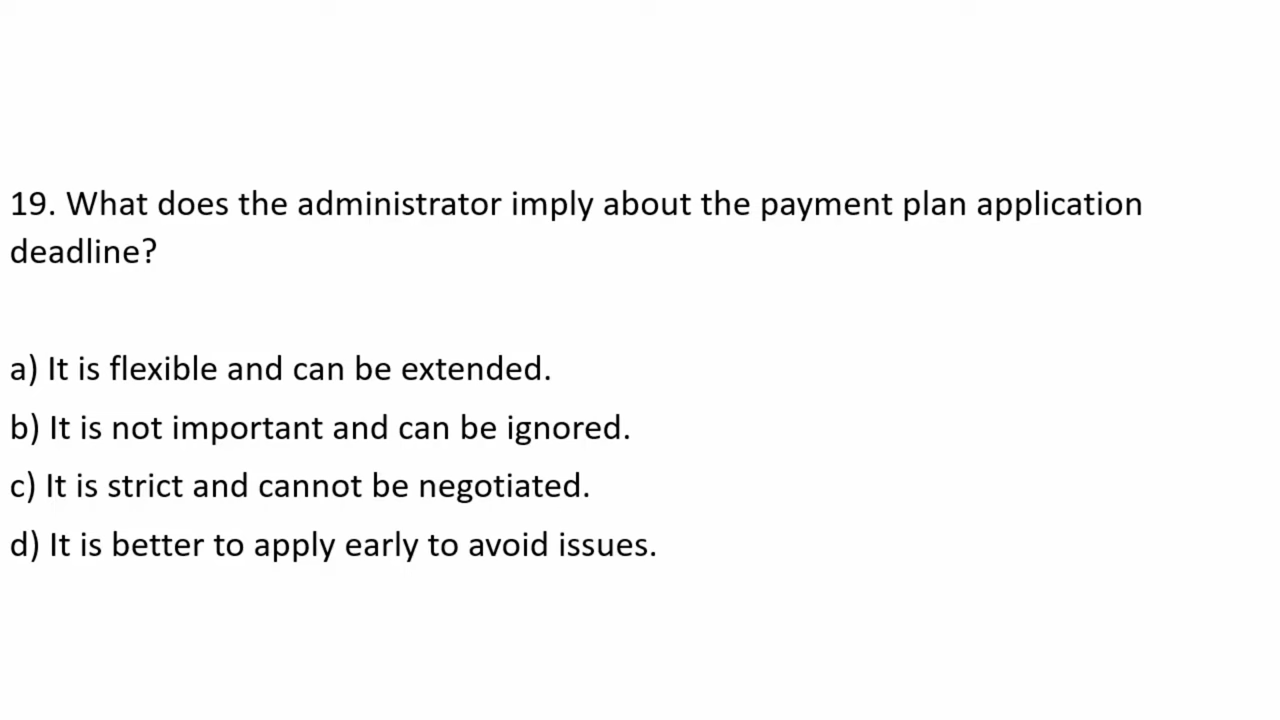 19. What does the administrator imply about the payment plan application
deadline?
a) It is flexible and can be extended.
b) It is not important and can be ignored.
c) It is strict and cannot be negotiated.
d) It is better to apply early to avoid issues.